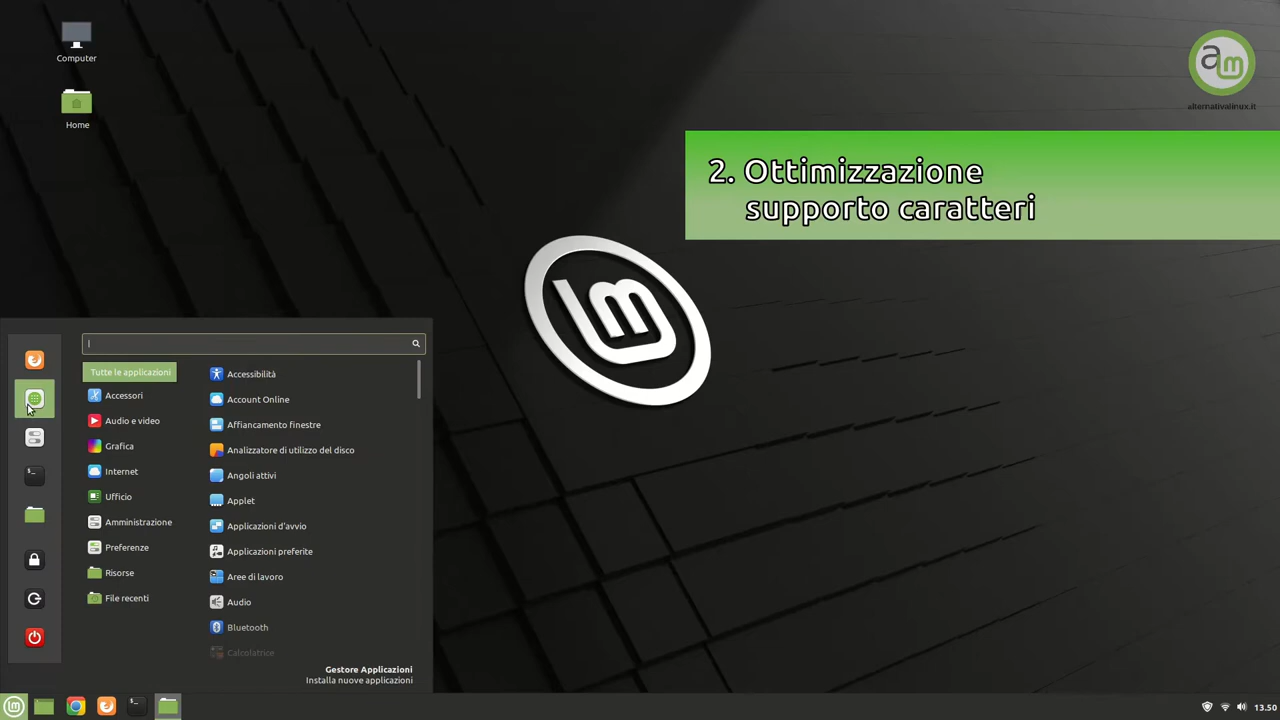 Computer
Home
alternativalinux.it
2. Ottimizzazione
supporto caratteri
Tutte le applicazioni
Accessori
Audio e video
Grafica
Internet
Ufficio
Amministrazione
Preferenze
Risorse
File recenti
Accessibilità
Account Online
Affiancamento finestre
Analizzatore di utilizzo del disco
Angoli attivi
Applet
Applicazioni d'avvio
Applicazioni preferite
Aree di lavoro
Audio
Bluetooth
Calcolatrice
Gestore Applicazioni
Installa nuove applicazioni
13.50